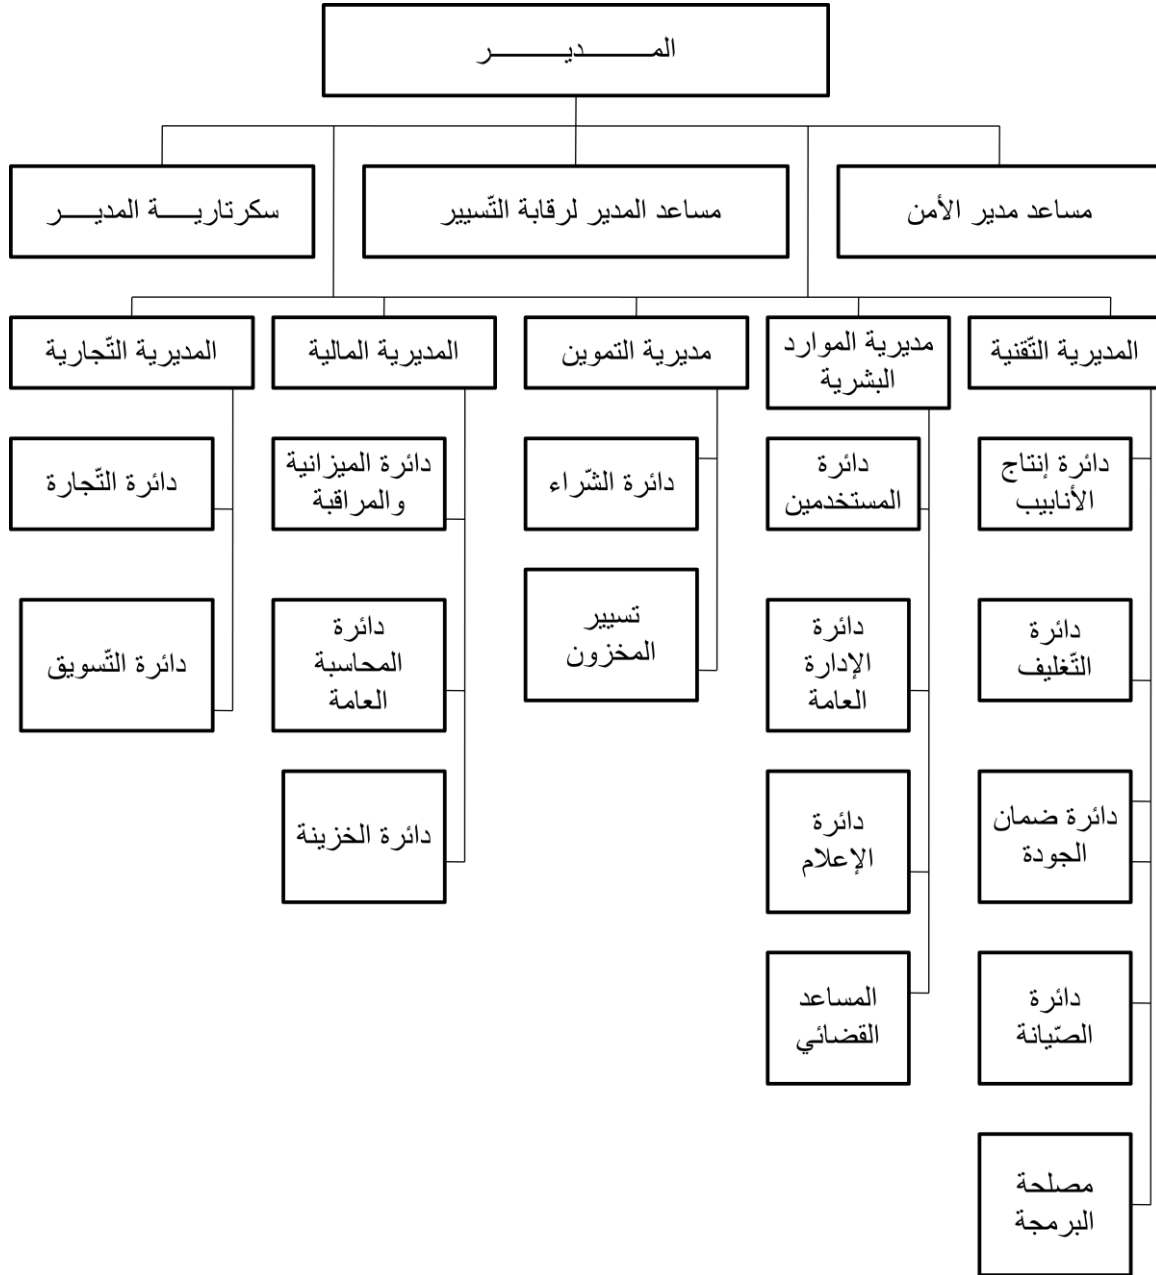 المـــــــديـــــــر
مساعد مدير الأمن
مساعد المدير لرقابة التّسيير
سكرتاريــــة المديــــر
المديرية التّقنية
مديرية الموارد
البشرية
مديرية التموين
المديرية المالية
المديرية التّجارية
دائرة إنتاج
الأنابيب
دائرة
التّغليف
دائرة ضمان
الجودة
دائرة
الصّيانة
مصلحة
البرمجة
دائرة
المستخدمين
دائرة
الإدارة
العامة
دائرة
الإعلام
المساعد
القضائي
دائرة الشّراء
تسيير
المخزون
دائرة الميزانية
والمراقبة
دائرة
المحاسبة
العامة
دائرة الخزينة
دائرة التّجارة
دائرة التّسويق